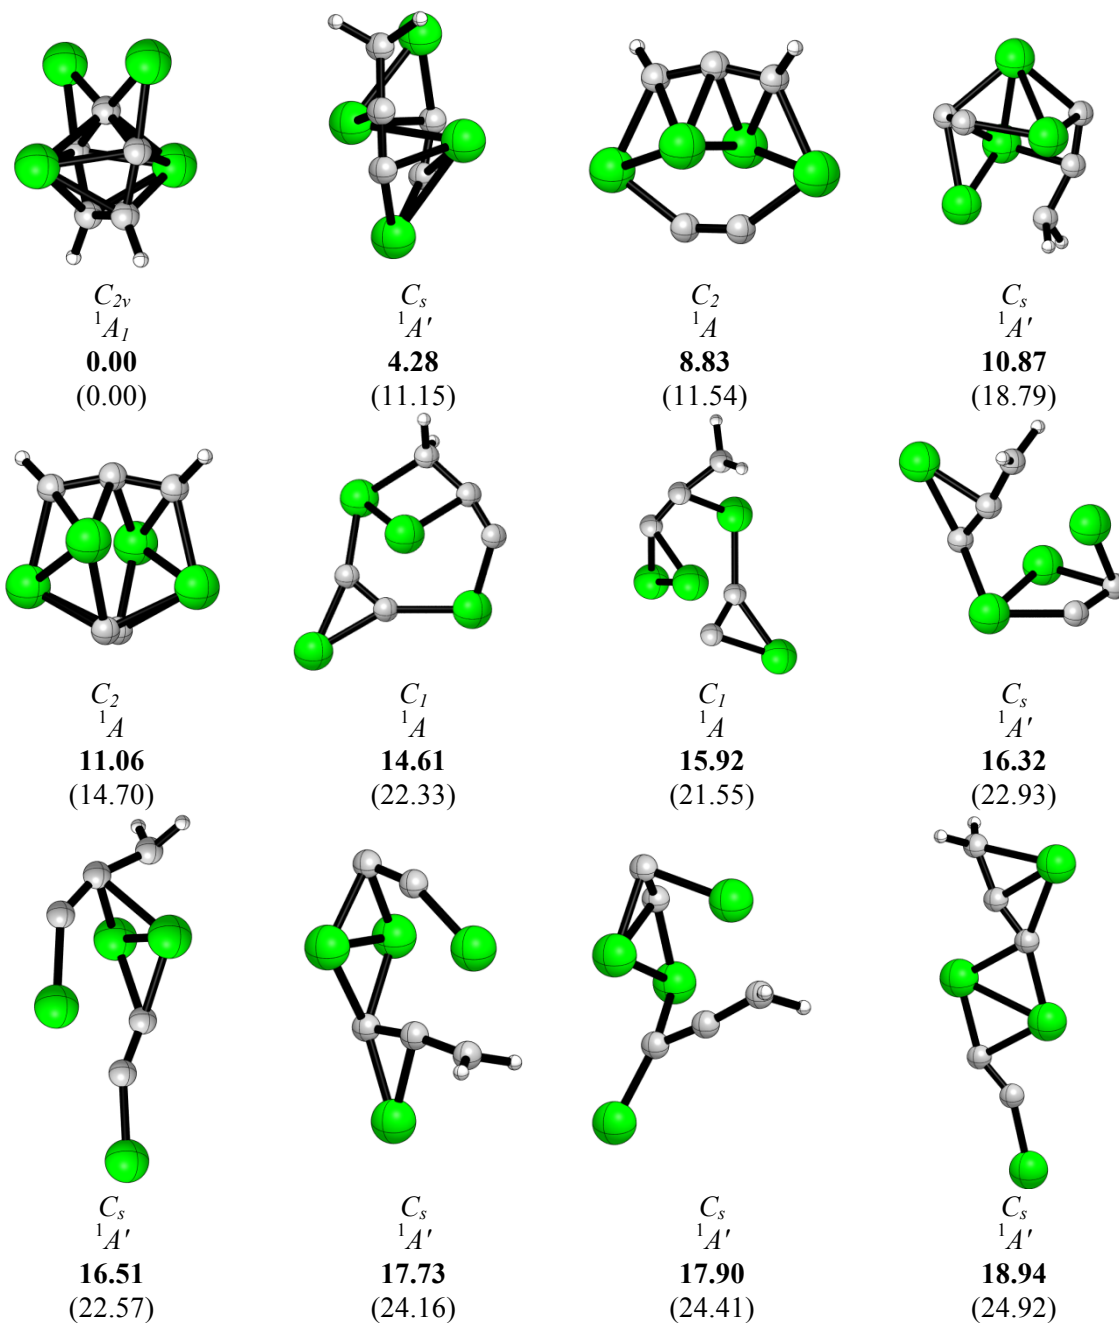 C₂ᵥ
¹A₁
0.00
(0.00)
Cₛ
¹A′
4.28
(11.15)
C₂
¹A
8.83
(11.54)
Cₛ
¹A′
10.87
(18.79)
C₂
¹A
11.06
(14.70)
C₁
¹A
14.61
(22.33)
C₁
¹A
15.92
(21.55)
Cₛ
¹A′
16.32
(22.93)
Cₛ
¹A′
16.51
(22.57)
Cₛ
¹A′
17.73
(24.16)
Cₛ
¹A′
17.90
(24.41)
Cₛ
¹A′
18.94
(24.92)